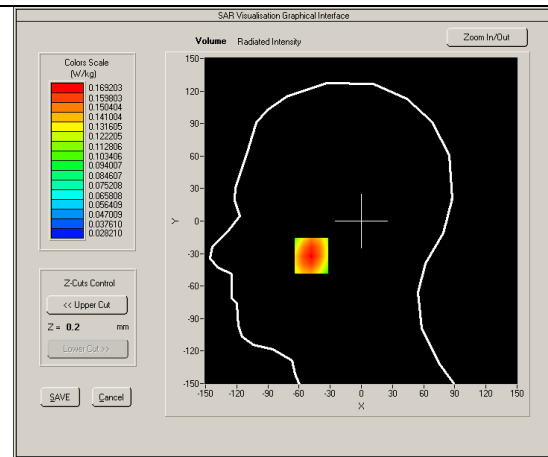 SAR Visualisation Graphical Interface
Volume Radiated Intensity
Zoom In/Out
Colors Scale
(W/kg)
0.169203
0.159803
0.150404
0.141004
0.131605
0.122205
0.112806
0.103406
0.094007
0.084607
0.075208
0.065808
0.056409
0.047009
0.037610
0.028210
Z-Cuts Control
<< Upper Cut
Z = 0.2 mm
Lower Cut >>
SAVE Cancel
150
120
90
60
30
0
-30
-60
-90
-120
-150
Y
-150 -120 -90 -60 -30 0 30 60 90 120 150
X